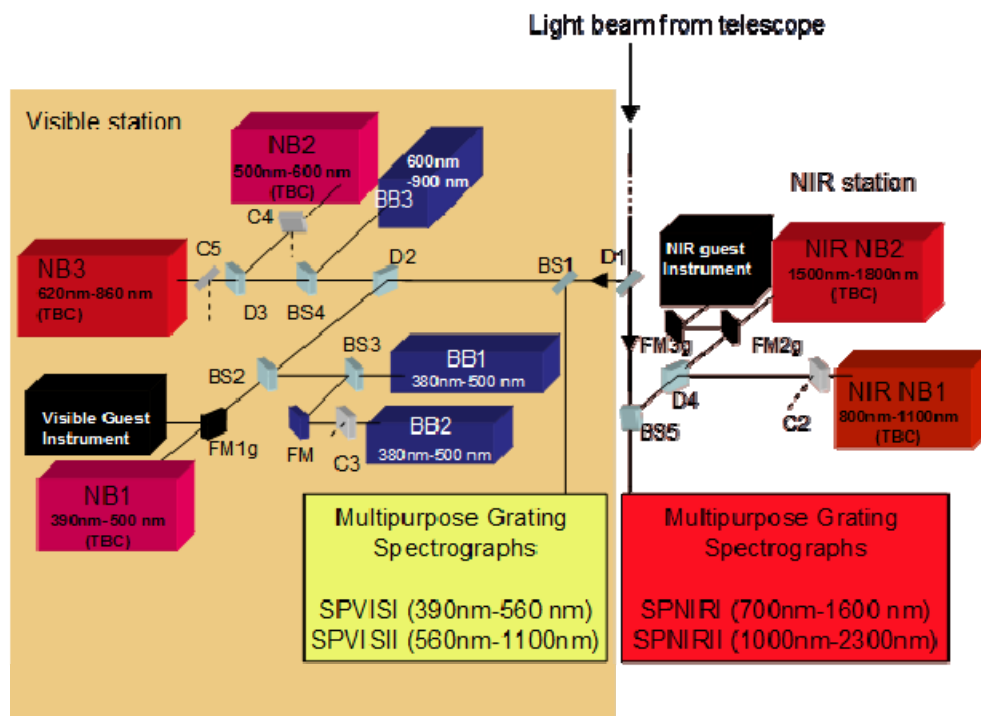 Light beam from telescope
Visible station
NB2
500nm-600 nm
(TBC)
600nm
-900 nm
BB3
NIR station
C4
C5
D2
BS1
D1
NIR guest
Instrument
NIR NB2
1500nm-1800nm
(TBC)
NB3
620nm-860 nm
(TBC)
D3
BS4
FM3g
FM2g
BS2
BS3
BB1
380nm-500 nm
D4
NIR NB1
800nm-1100nm
(TBC)
C2
BS5
Visible Guest
Instrument
FM1g
FM
C3
BB2
380nm-500 nm
NB1
390nm-500 nm
(TBC)
Multipurpose Grating
Spectrographs
SPVISI (390nm-560 nm)
SPVISII (560nm-1100nm)
Multipurpose Grating
Spectrographs
SPNIRI (700nm-1600 nm)
SPNIRII (1000nm-2300nm)